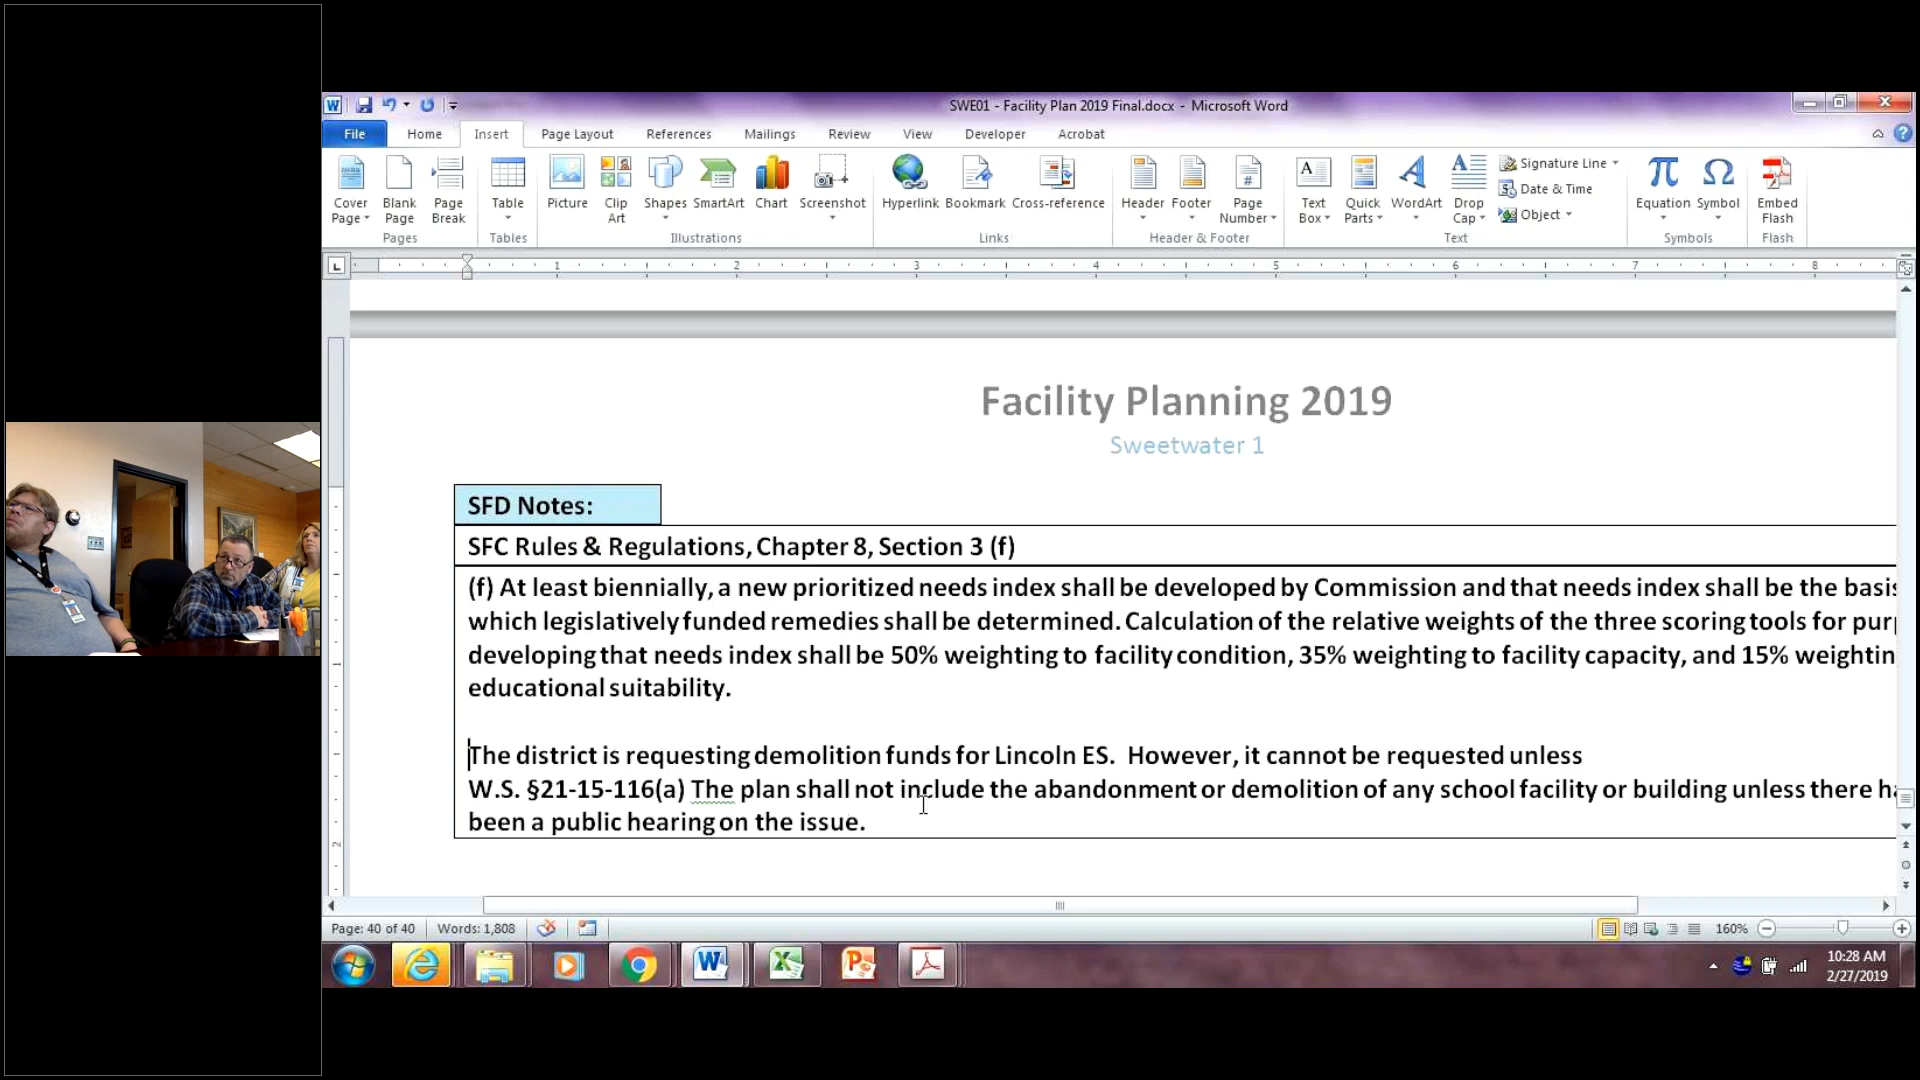 SWE01 - Facility Plan 2019 Final.docx - Microsoft Word
File Home Insert Page Layout References Mailings Review View Developer Acrobat
Cover Page Blank Page Page Break Table Picture Clip Art Shapes SmartArt Chart Screenshot Hyperlink Bookmark Cross-reference Header Footer Page Number Text Box Quick Parts WordArt Drop Cap Signature Line Date & Time Object Equation Symbol Embed Flash
Pages Tables Illustrations Links Header & Footer Text Symbols Flash
1 2 3 4 5 6 7 8
Facility Planning 2019
Sweetwater 1
SFD Notes:
SFC Rules & Regulations, Chapter 8, Section 3 (f)
(f) At least biennially, a new prioritized needs index shall be developed by Commission and that needs index shall be the basis
which legislatively funded remedies shall be determined. Calculation of the relative weights of the three scoring tools for pur
developing that needs index shall be 50% weighting to facility condition, 35% weighting to facility capacity, and 15% weightin
educational suitability.
The district is requesting demolition funds for Lincoln ES. However, it cannot be requested unless
W.S. §21-15-116(a) The plan shall not include the abandonment or demolition of any school facility or building unless there ha
been a public hearing on the issue.
Page: 40 of 40 Words: 1,808 160%
10:28 AM
2/27/2019